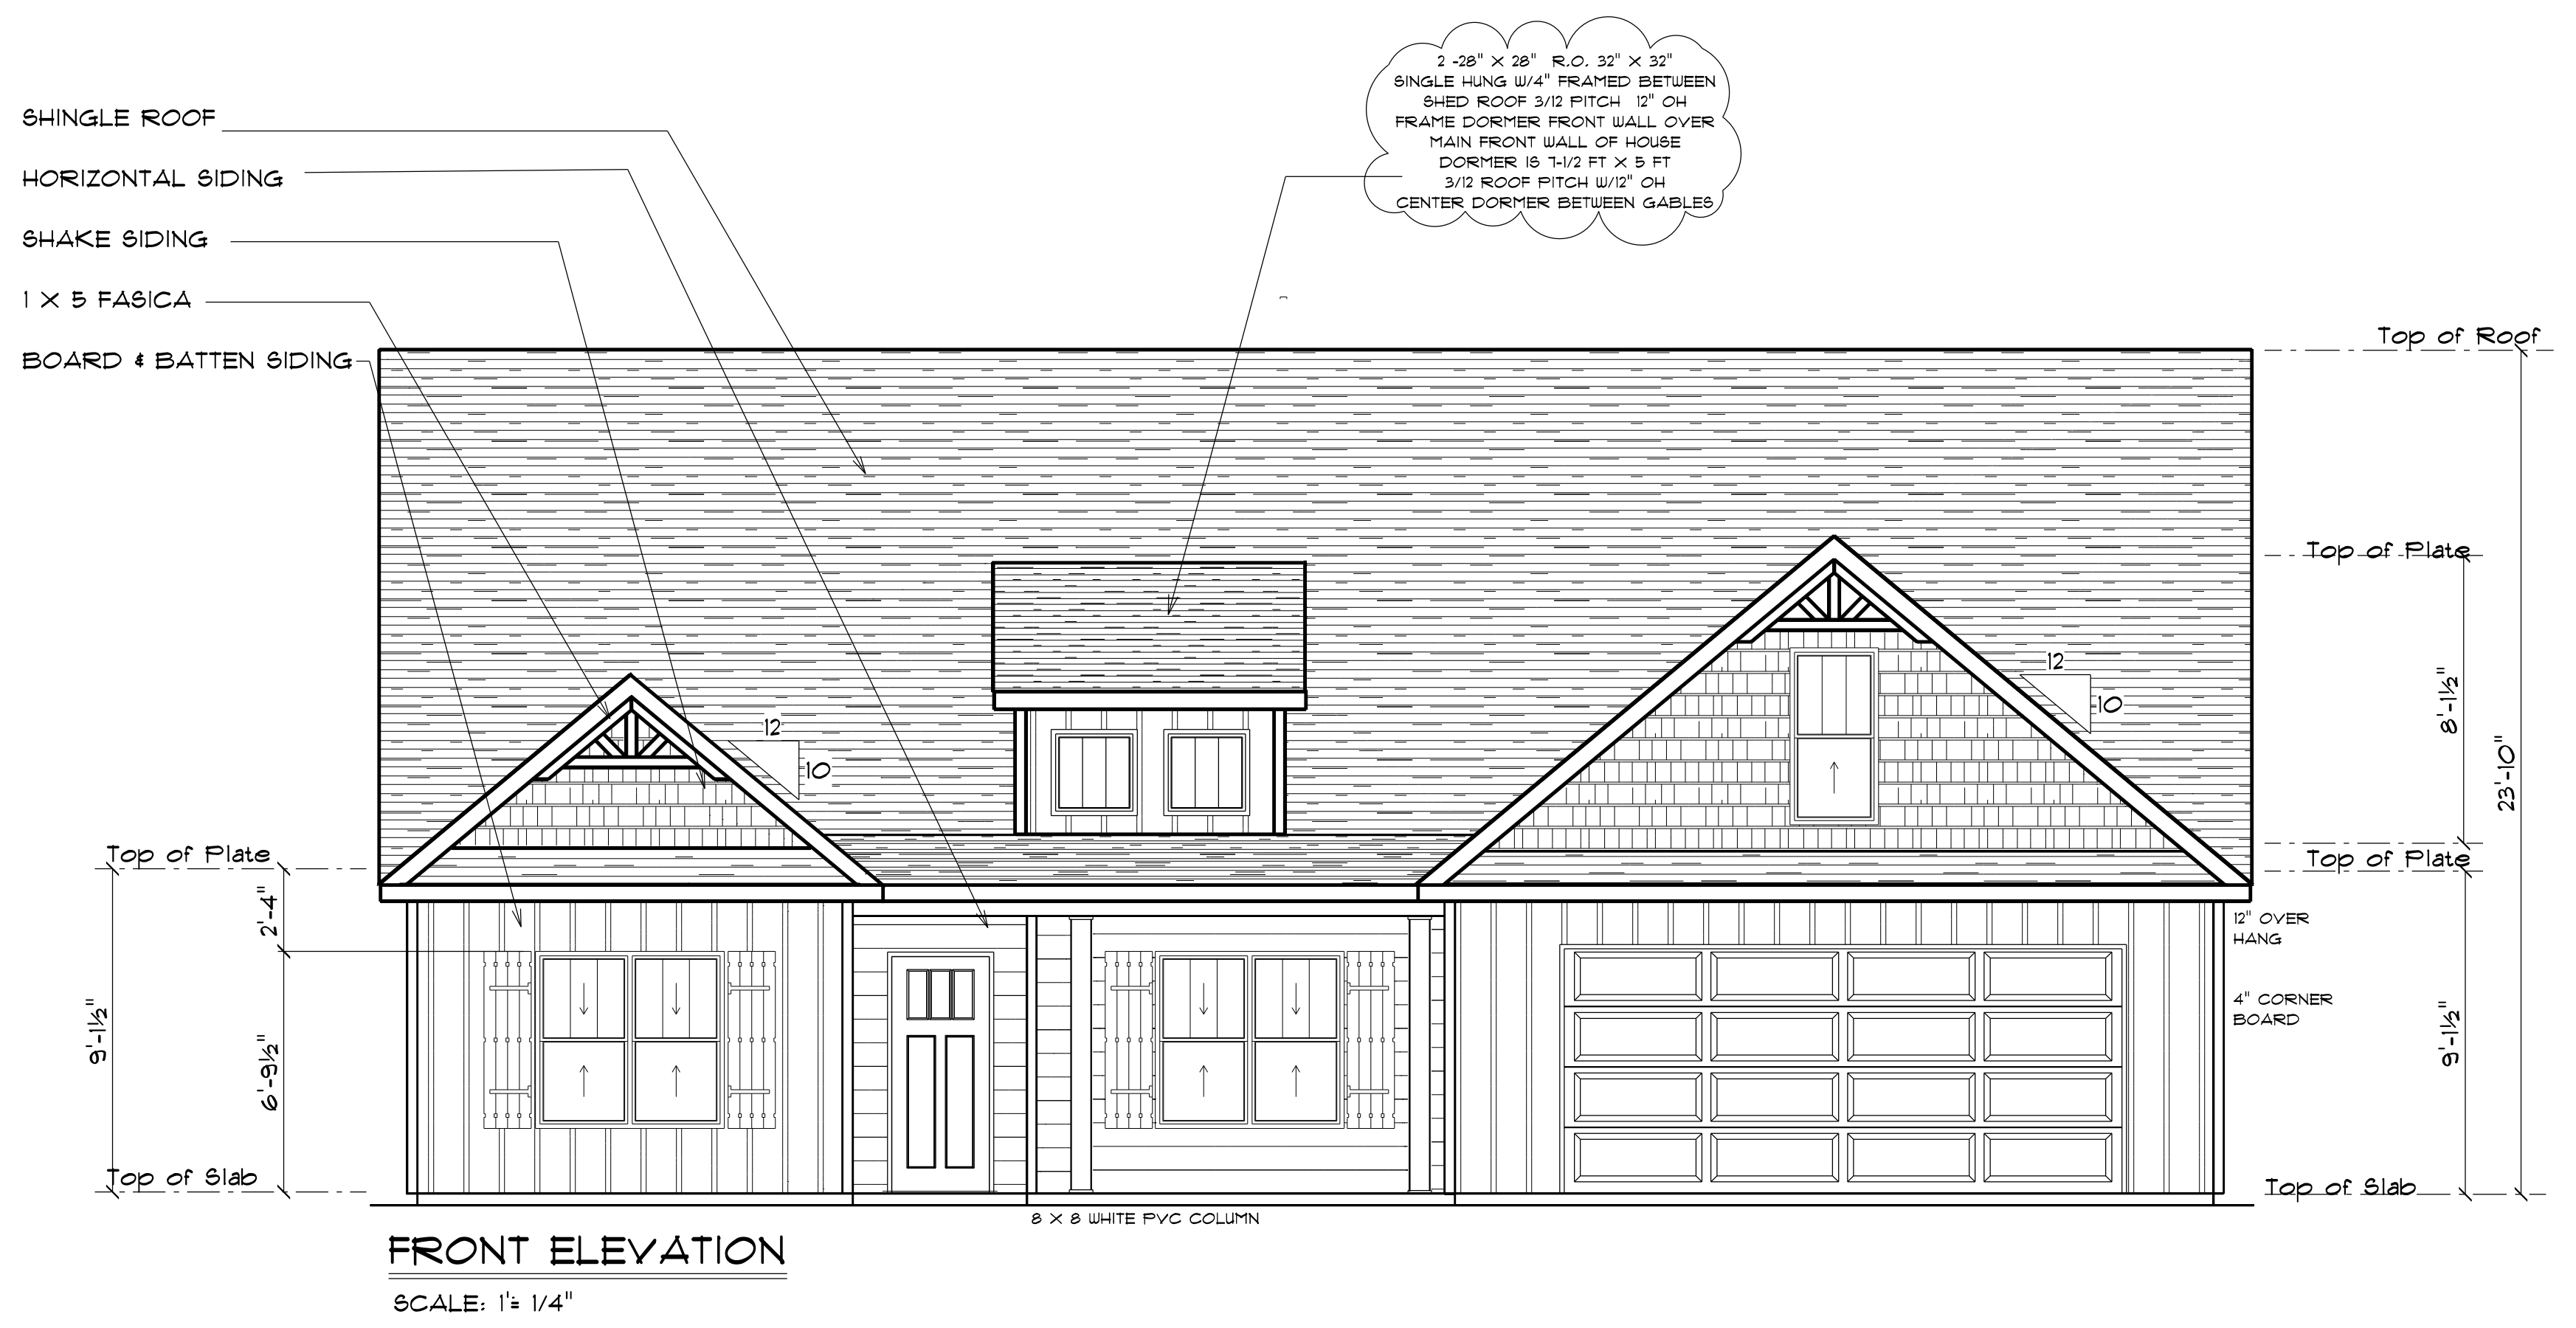 2 -28" X 28" R.O. 32" X 32"
SINGLE HUNG W/4" FRAMED BETWEEN
SHED ROOF 3/12 PITCH 12" OH
FRAME DORMER FRONT WALL OVER
MAIN FRONT WALL OF HOUSE
DORMER IS 7-1/2 FT X 5 FT
3/12 ROOF PITCH W/12" OH
CENTER DORMER BETWEEN GABLES
SHINGLE ROOF
HORIZONTAL SIDING
SHAKE SIDING
1 X 5 FASICA
BOARD & BATTEN SIDING
Top of Roof
Top of Plate
12
10
8'-1½"
23'-10"
12
10
Top of Plate
Top of Plate
2'-4"
9'-1½"
6'-9½"
12" OVER
HANG
4" CORNER
BOARD
9'-1½"
Top of Slab
Top of Slab
8 X 8 WHITE PVC COLUMN
FRONT ELEVATION
SCALE: 1'= 1/4"